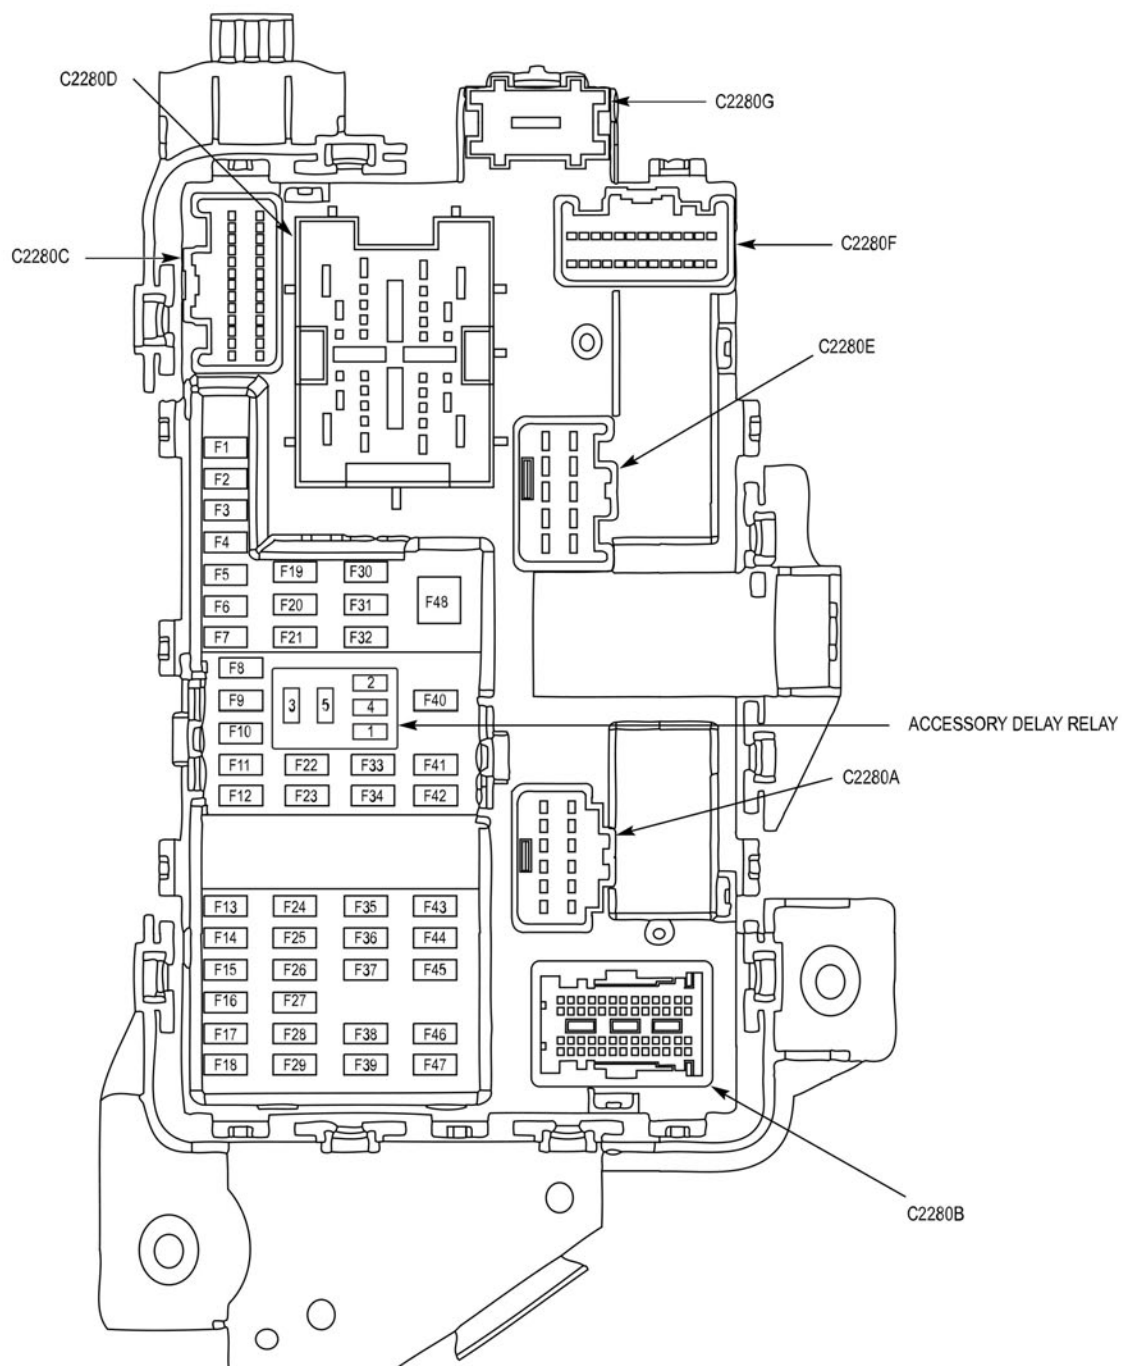 C2280D
C2280G
C2280C
C2280F
C2280E
F1
F2
F3
F4
F5 F19 F30
F48
F6 F20 F31
F7 F21 F32
F8
2
F9 3 5 4 F40
F10 1
ACCESSORY DELAY RELAY
F11 F22 F33 F41
C2280A
F12 F23 F34 F42
F13 F24 F35 F43
F14 F25 F36 F44
F15 F26 F37 F45
F16 F27
F17 F28 F38 F46
F18 F29 F39 F47
C2280B